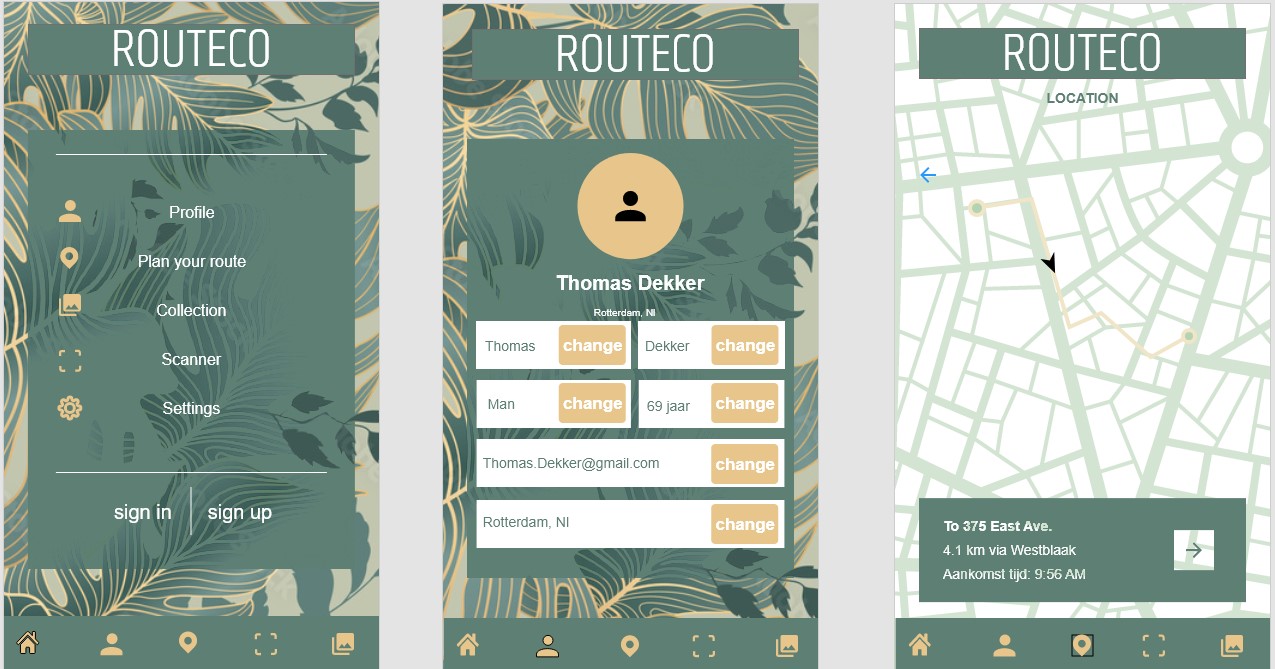 ROUTECO
Profile
Plan your route
Collection
Scanner
Settings
sign in
sign up
ROUTECO
Thomas Dekker
Rotterdam, NI
Thomas
change
Dekker
change
Man
change
69 jaar
change
Thomas.Dekker@gmail.com
change
Rotterdam, NI
change
ROUTECO
LOCATION
To 375 East Ave.
4.1 km via Westblaak
Aankomst tijd: 9:56 AM